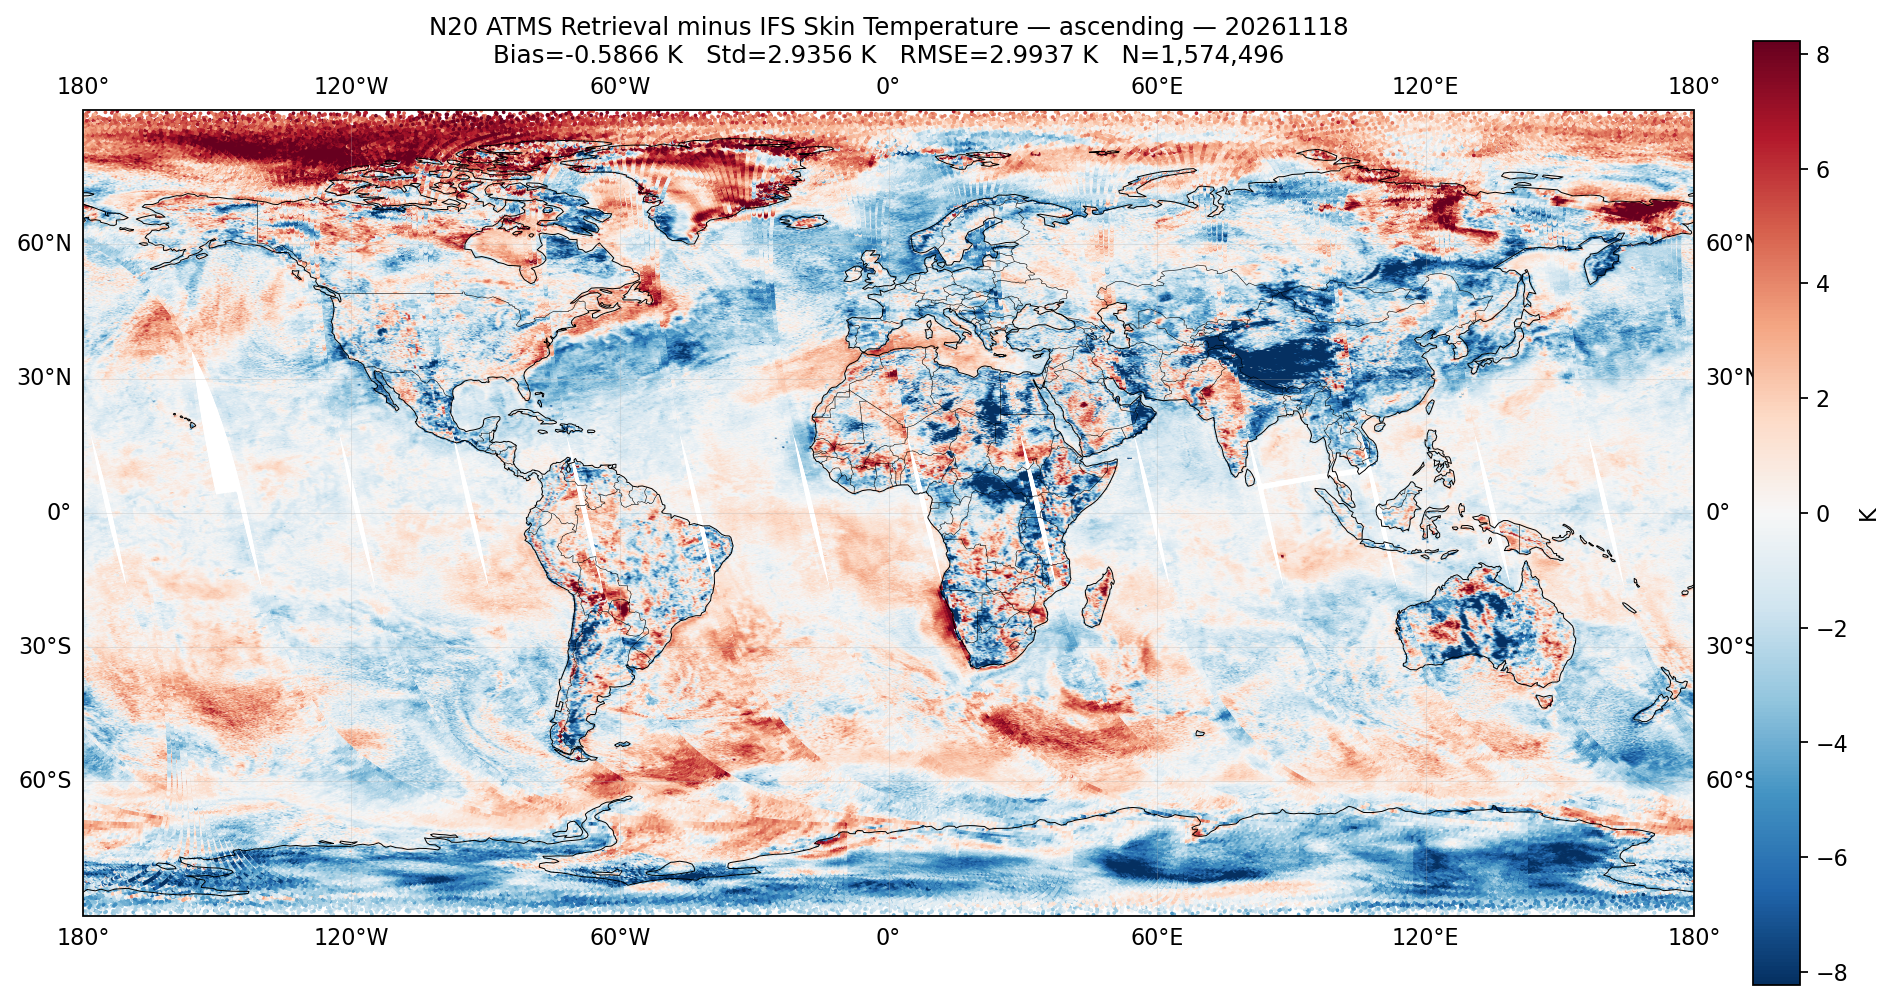 N20 ATMS Retrieval minus IFS Skin Temperature — ascending — 20261118
Bias=-0.5866 K   Std=2.9356 K   RMSE=2.9937 K   N=1,574,496
180° 120°W 60°W 0° 60°E 120°E 180°
60°N 60°N
30°N 30°N
0° 0°
30°S 30°S
60°S 60°S
180° 120°W 60°W 0° 60°E 120°E 180°
8
6
4
2
0
−2
−4
−6
−8
K